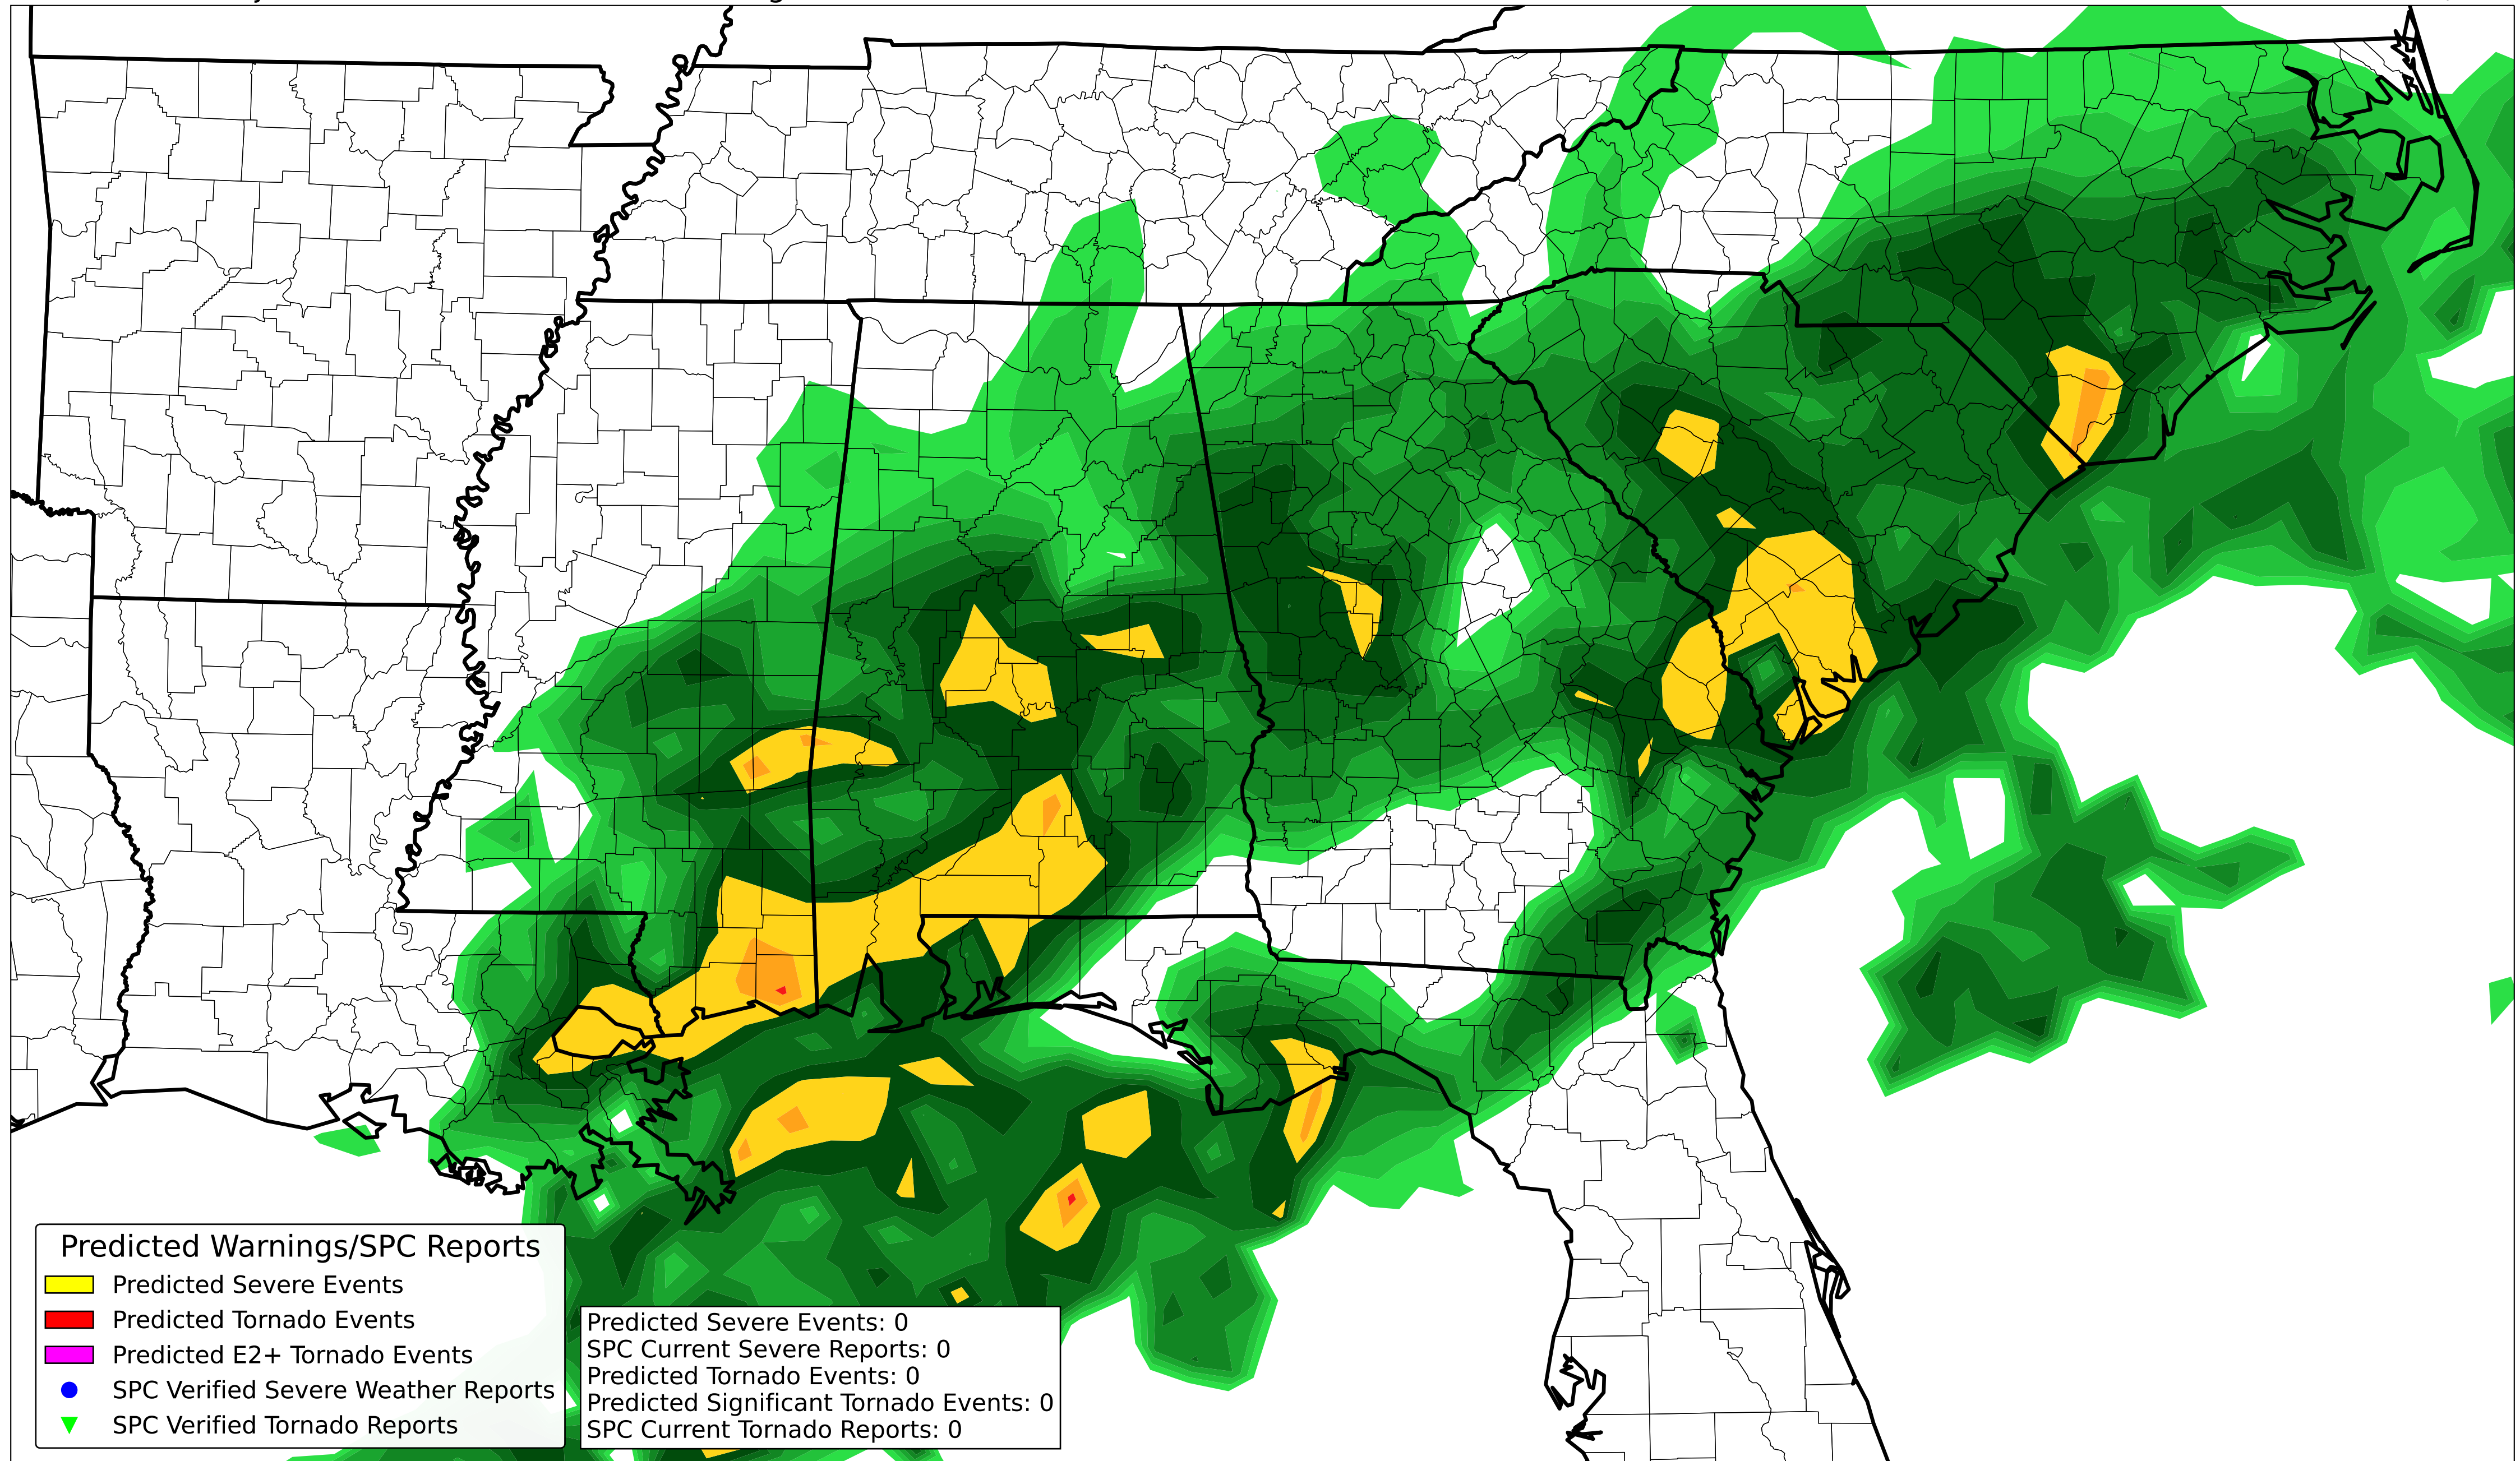 Predicted Warnings/SPC Reports
Predicted Severe Events
Predicted Tornado Events
Predicted E2+ Tornado Events
SPC Verified Severe Weather Reports
SPC Verified Tornado Reports
Predicted Severe Events: 0
SPC Current Severe Reports: 0
Predicted Tornado Events: 0
Predicted Significant Tornado Events: 0
SPC Current Tornado Reports: 0